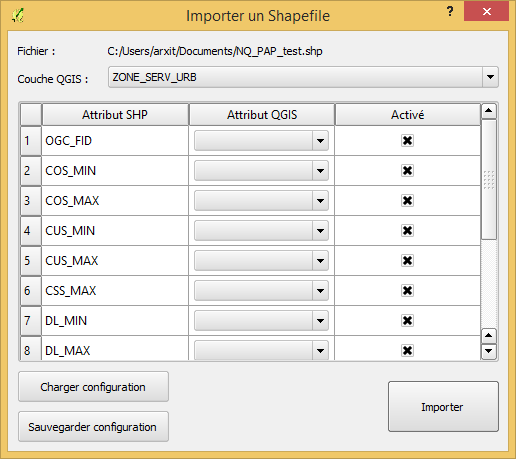 Importer un Shapefile
?
Fichier : C:/Users/arxit/Documents/NQ_PAP_test.shp
Couche QGIS : ZONE_SERV_URB
Attribut SHP Attribut QGIS Activé
1 OGC_FID
2 COS_MIN
3 COS_MAX
4 CUS_MIN
5 CUS_MAX
6 CSS_MAX
7 DL_MIN
8 DL_MAX
Charger configuration
Sauvegarder configuration
Importer